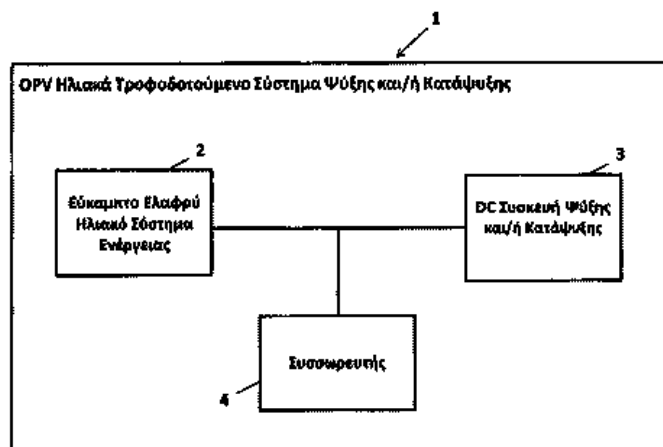 1
OPV Ηλιακά Τροφοδοτούμενο Σύστημα Ψύξης και/ή Κατάψυξης
2
Εύκαμπτο Ελαφρύ
Ηλιακό Σύστημα
Ενέργειας
3
DC Συσκευή Ψύξης
και/ή Κατάψυξης
Συσσωρευτής
4